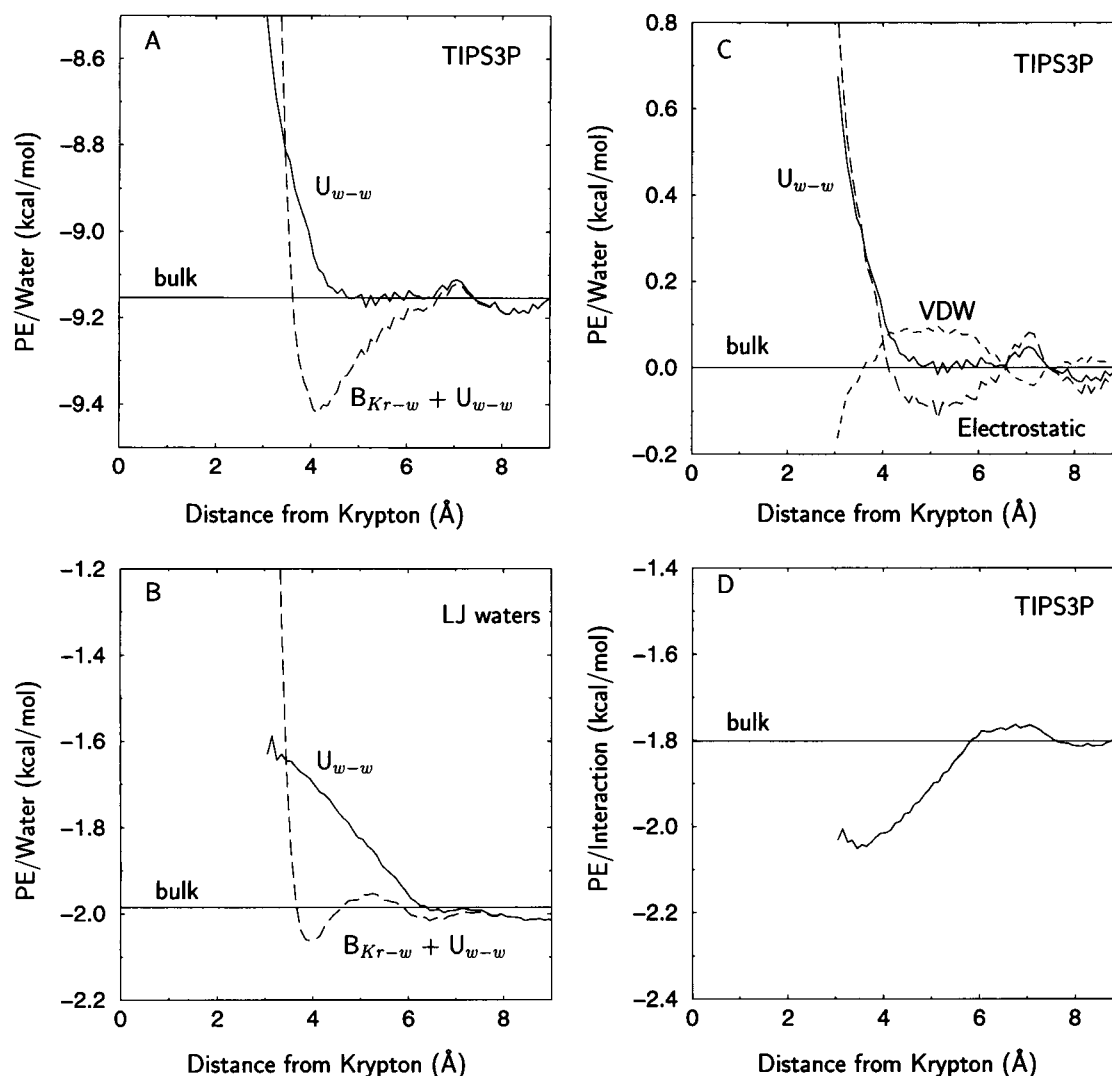 A
TIPS3P
PE/Water (kcal/mol)
−8.6
−8.8
−9.0
−9.2
−9.4
U_{w−w}
bulk
B_{Kr−w} + U_{w−w}
0 2 4 6 8
Distance from Krypton (Å)
C
TIPS3P
PE/Water (kcal/mol)
0.8
0.6
0.4
0.2
0.0
−0.2
U_{w−w}
VDW
bulk
Electrostatic
0 2 4 6 8
Distance from Krypton (Å)
B
LJ waters
PE/Water (kcal/mol)
−1.2
−1.4
−1.6
−1.8
−2.0
−2.2
U_{w−w}
bulk
B_{Kr−w} + U_{w−w}
0 2 4 6 8
Distance from Krypton (Å)
D
TIPS3P
PE/Interaction (kcal/mol)
−1.4
−1.6
−1.8
−2.0
−2.2
−2.4
bulk
0 2 4 6 8
Distance from Krypton (Å)